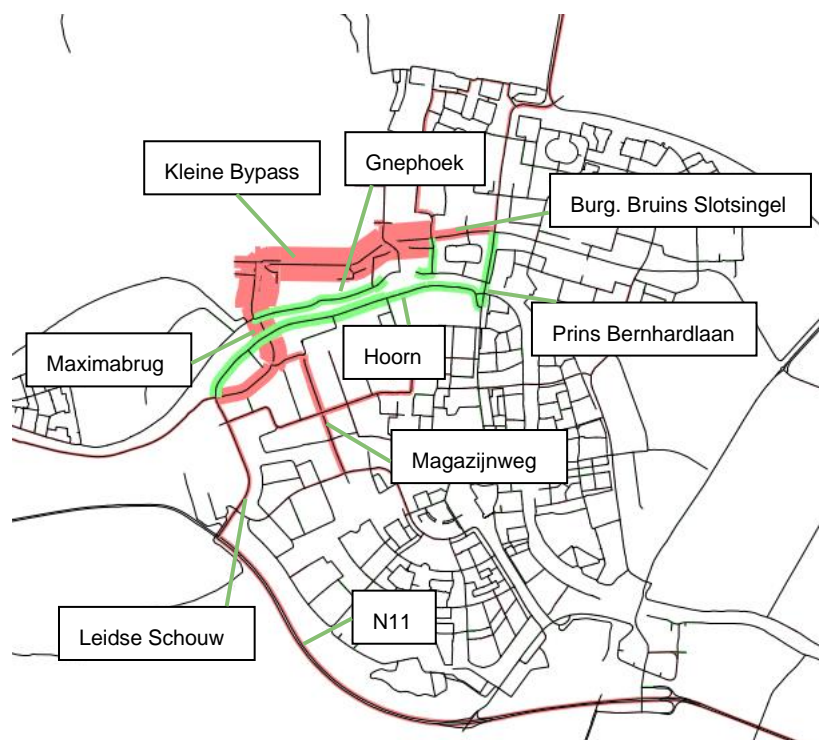 Gnephoek
Kleine Bypass
Burg. Bruins Slotsingel
Prins Bernhardlaan
Maximabrug
Hoorn
Magazijnweg
N11
Leidse Schouw